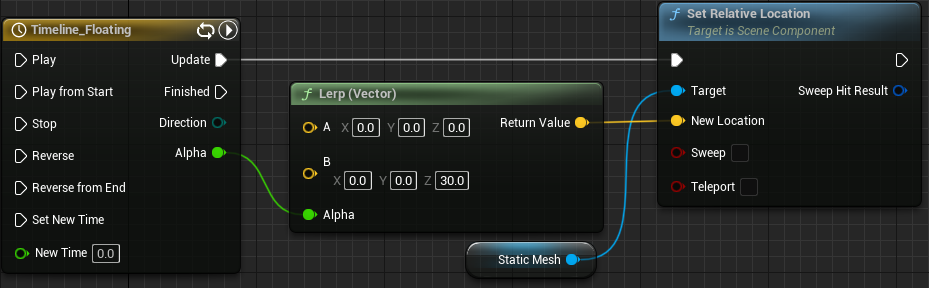 Timeline_Floating
Play
Update
Play from Start
Finished
Stop
Direction
Reverse
Alpha
Reverse from End
Set New Time
New Time 0.0
f Lerp (Vector)
A X 0.0 Y 0.0 Z 0.0
Return Value
B
X 0.0 Y 0.0 Z 30.0
Alpha
Static Mesh
f Set Relative Location
Target is Scene Component
Target
Sweep Hit Result
New Location
Sweep
Teleport